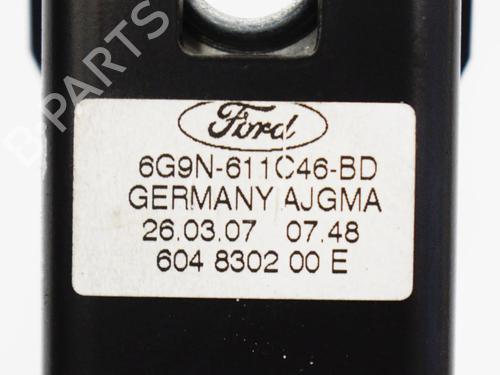 Ford
6G9N-611C46-BD
GERMANY AJGMA
26.03.07 07.48
604 8302 00 E
B-PARTS